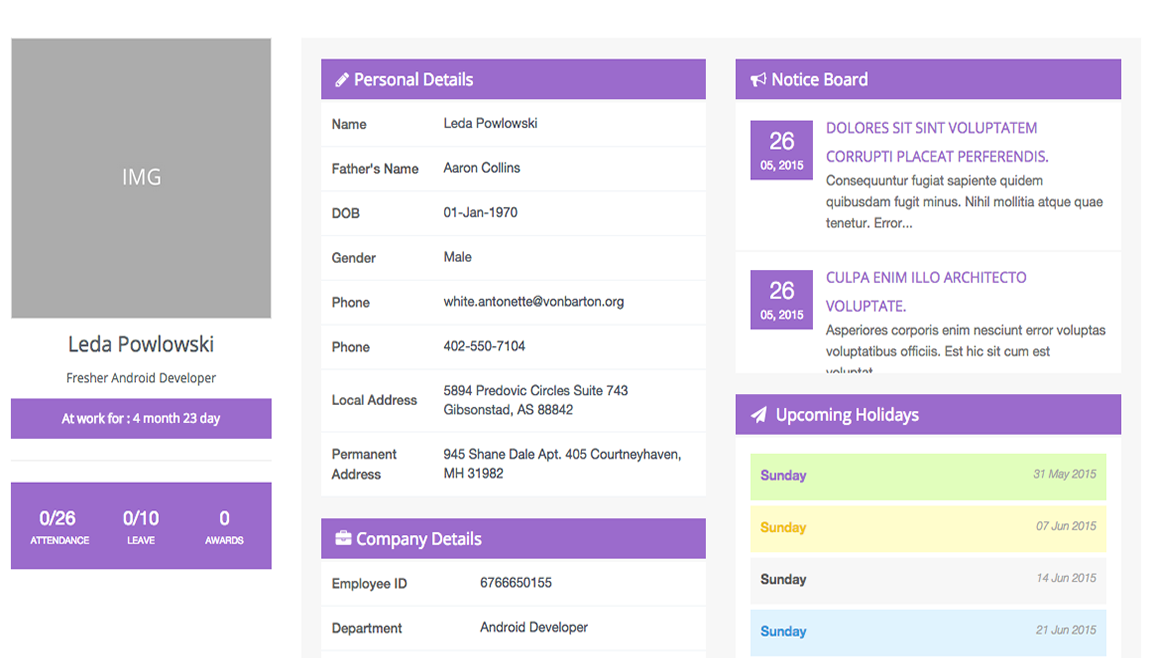 IMG
Leda Powlowski
Fresher Android Developer
At work for : 4 month 23 day
0/26 0/10 0
ATTENDANCE LEAVE AWARDS
Personal Details
Name Leda Powlowski
Father's Name Aaron Collins
DOB 01-Jan-1970
Gender Male
Phone white.antonette@vonbarton.org
Phone 402-550-7104
Local Address 5894 Predovic Circles Suite 743
Gibsonstad, AS 88842
Permanent 945 Shane Dale Apt. 405 Courtneyhaven,
Address MH 31982
Company Details
Employee ID 6766650155
Department Android Developer
Notice Board
26
05, 2015
DOLORES SIT SINT VOLUPTATEM
CORRUPTI PLACEAT PERFERENDIS.
Consequuntur fugiat sapiente quidem
quibusdam fugit minus. Nihil mollitia atque quae
tenetur. Error...
26
05, 2015
CULPA ENIM ILLO ARCHITECTO
VOLUPTATE.
Asperiores corporis enim nesciunt error voluptas
voluptatibus officiis. Est hic sit cum est
voluptat
Upcoming Holidays
Sunday 31 May 2015
Sunday 07 Jun 2015
Sunday 14 Jun 2015
Sunday 21 Jun 2015